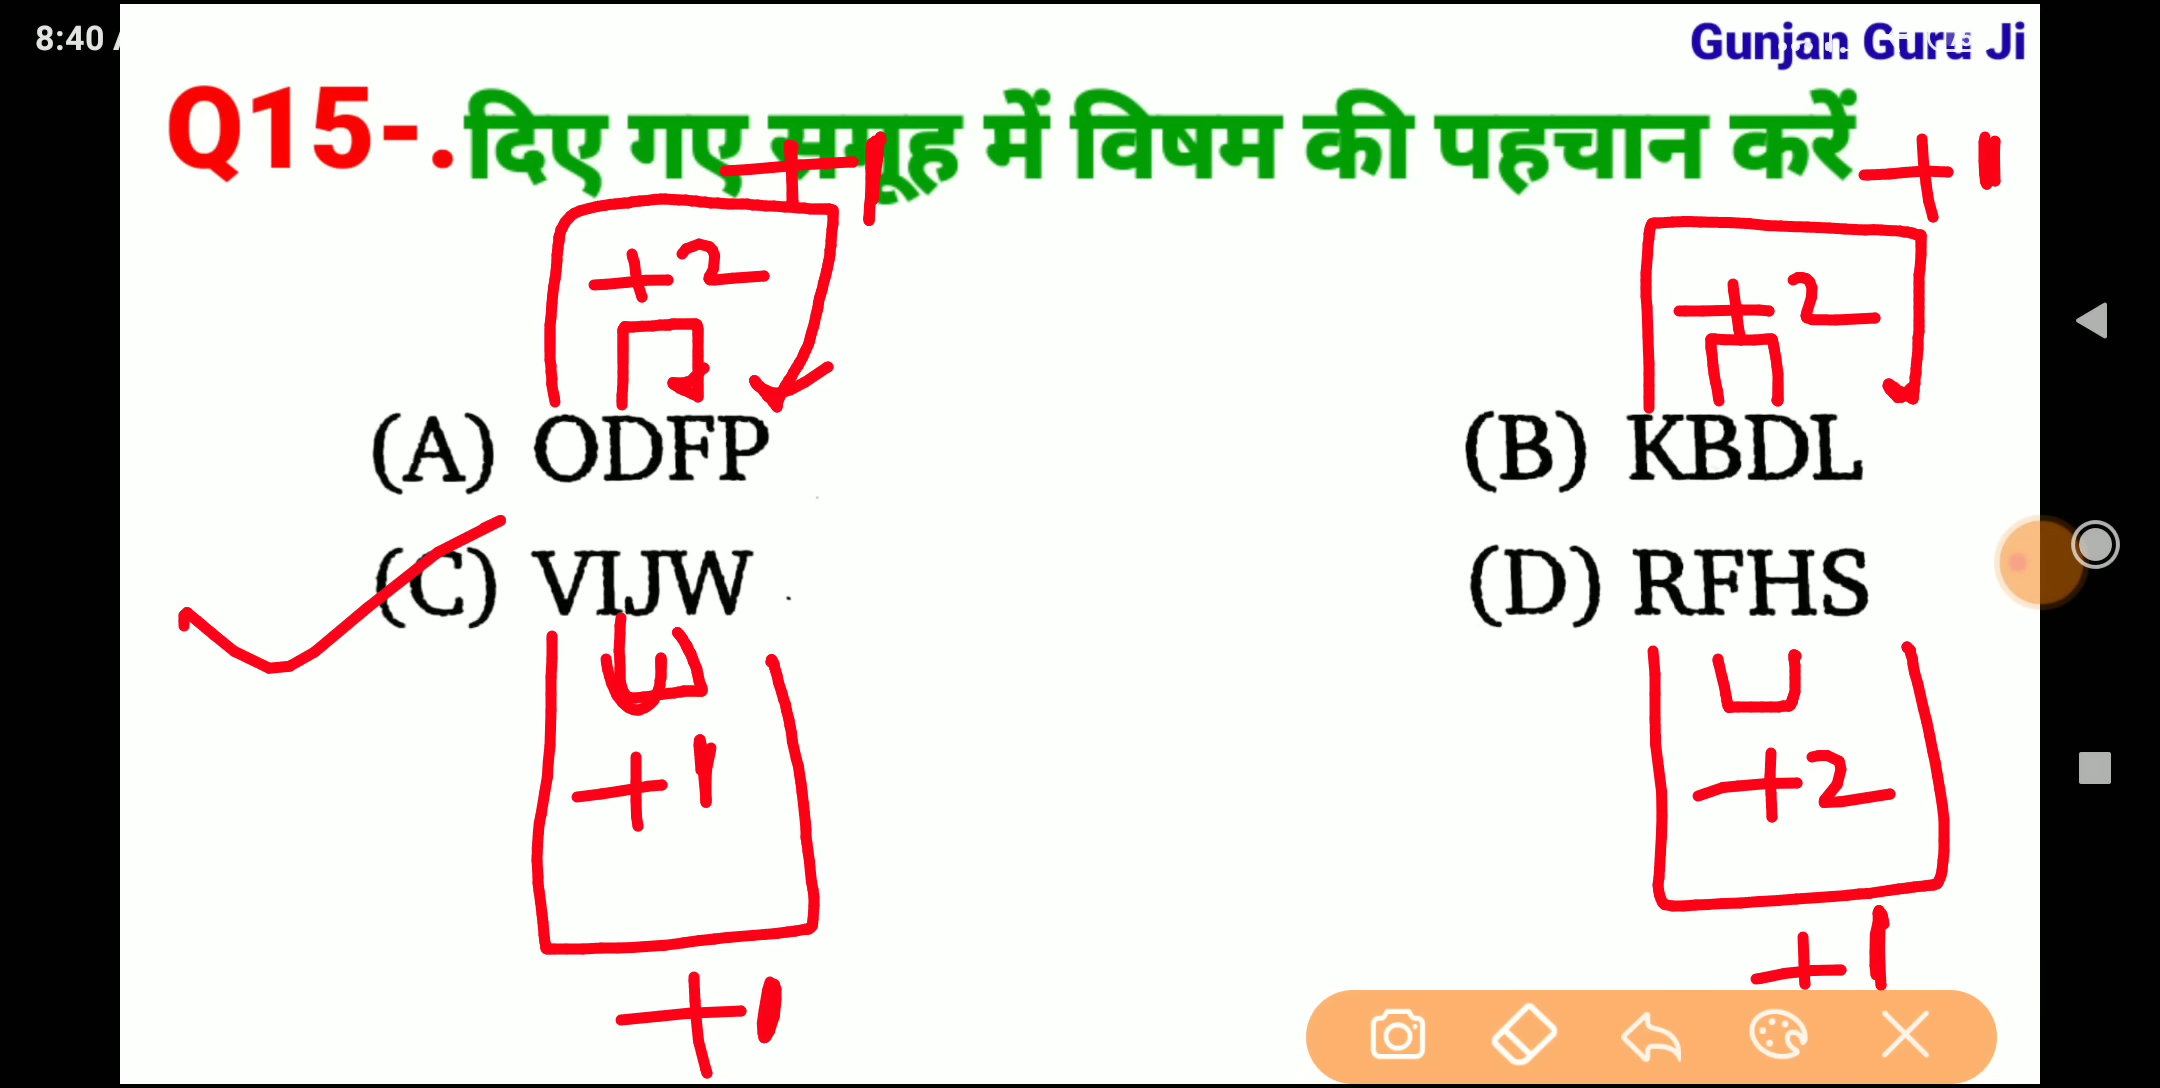 8:40
Gunjan Guru Ji
Q15-.दिए गए समूह में विषम की पहचान करें
+1 +1
+2 +2
(A) ODFP (B) KBDL
(C) VIJW (D) RFHS
+1 +2
+1 +1